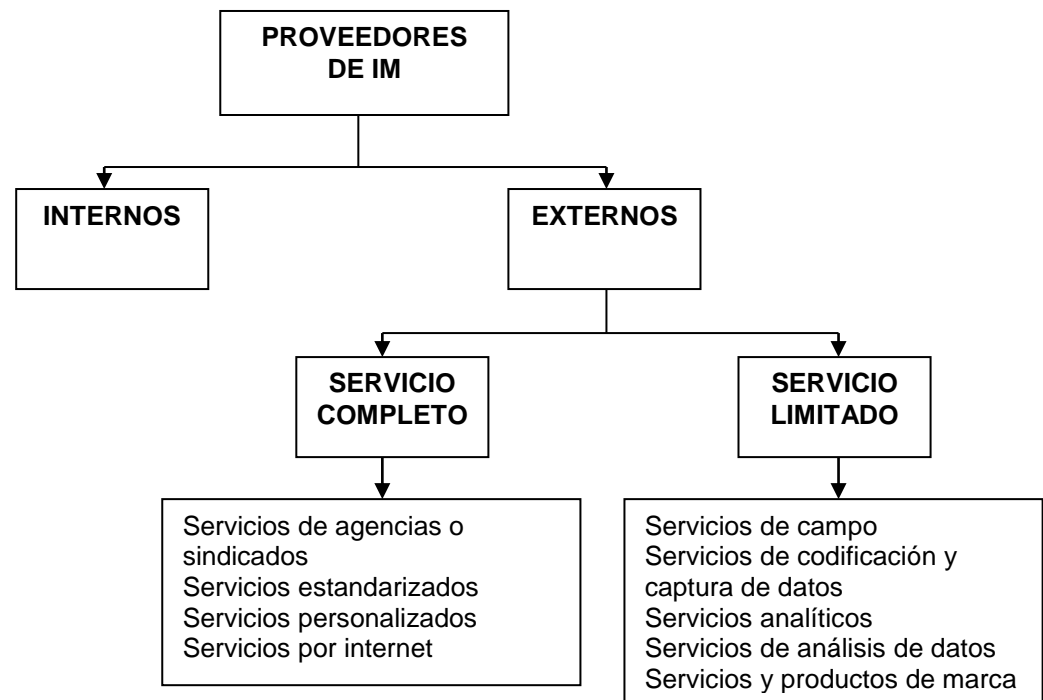 PROVEEDORES
DE IM
INTERNOS
EXTERNOS
SERVICIO
COMPLETO
SERVICIO
LIMITADO
Servicios de agencias o
sindicados
Servicios estandarizados
Servicios personalizados
Servicios por internet
Servicios de campo
Servicios de codificación y
captura de datos
Servicios analíticos
Servicios de análisis de datos
Servicios y productos de marca